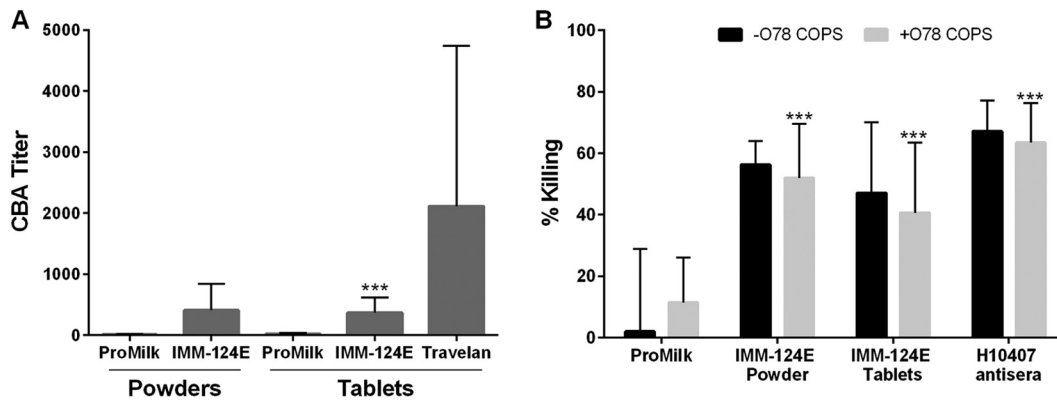 A
CBA Titer
5000
4000
3000
2000
1000
0
***
ProMilk IMM-124E ProMilk IMM-124E Travelan
Powders Tablets
B
-O78 COPS +O78 COPS
% Killing
100
80
60
40
20
0
*** *** ***
ProMilk IMM-124E IMM-124E H10407
Powder Tablets antisera